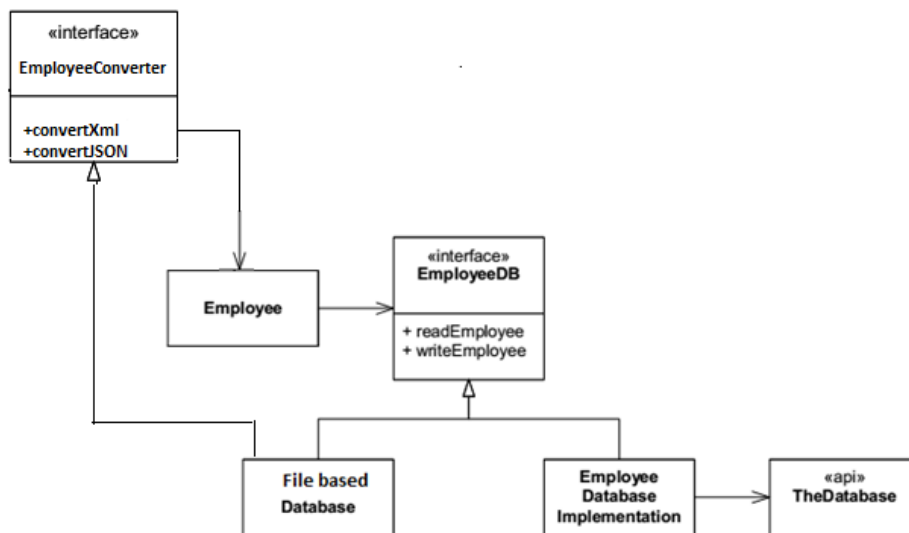 «interface»
EmployeeConverter
+convertXml
+convertJSON
«interface»
EmployeeDB
Employee
+ readEmployee
+ writeEmployee
File based
Database
Employee
Database
Implementation
«api»
TheDatabase